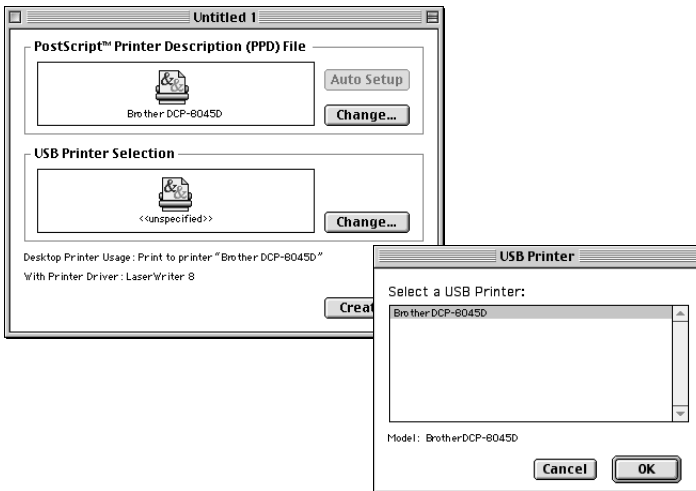 Untitled 1
PostScript™ Printer Description (PPD) File
Auto Setup
Brother DCP-8045D
Change...
USB Printer Selection
<<unspecified>>
Change...
Desktop Printer Usage: Print to printer "Brother DCP-8045D"
With Printer Driver: LaserWriter 8
Creat
USB Printer
Select a USB Printer:
Brother DCP-8045D
Model: BrotherDCP-8045D
Cancel
OK